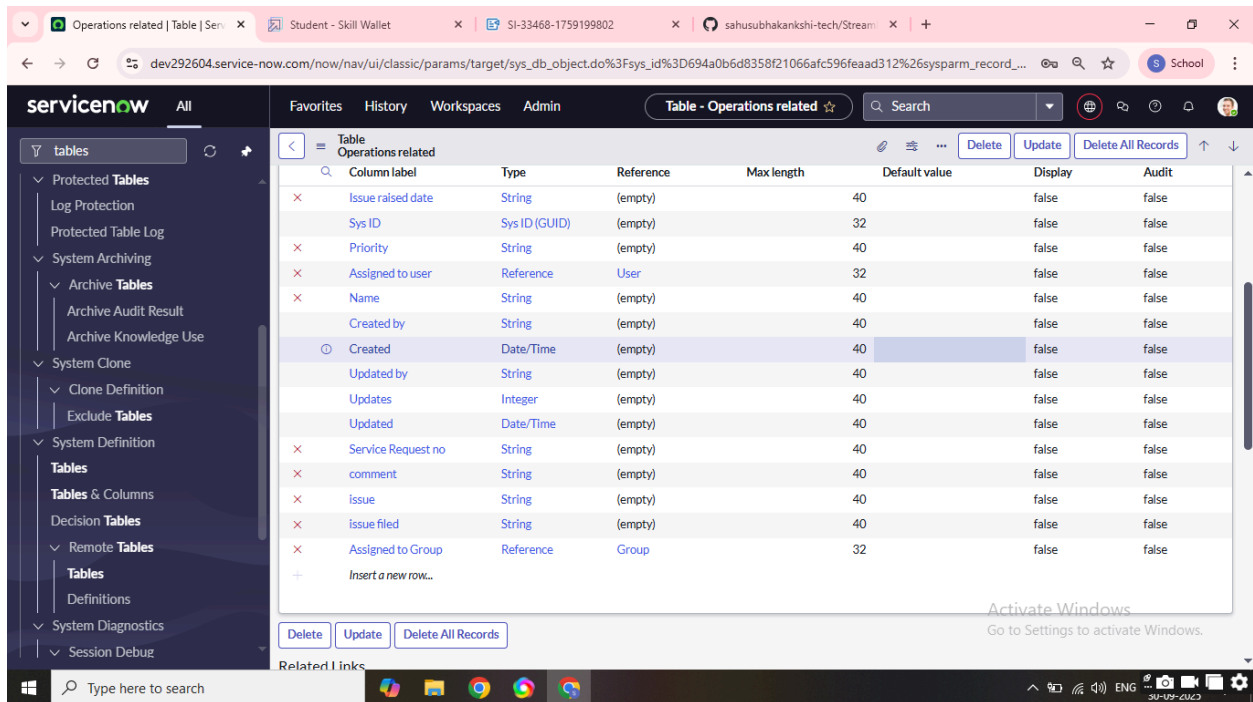 Operations related | Table | Serv
Student - Skill Wallet
SI-33468-1759199802
sahusubhakankshi-tech/Streaml
dev292604.service-now.com/now/nav/ui/classic/params/target/sys_db_object.do%3Fsys_id%3D694a0b6d8358f21066afc596feaad312%26sysparm_record_...
S School
servicenow All Favorites History Workspaces Admin Table - Operations related Search
tables
Protected Tables
Log Protection
Protected Table Log
System Archiving
Archive Tables
Archive Audit Result
Archive Knowledge Use
System Clone
Clone Definition
Exclude Tables
System Definition
Tables
Tables & Columns
Decision Tables
Remote Tables
Tables
Definitions
System Diagnostics
Session Debug
Table
Operations related
Delete Update Delete All Records
Column label Type Reference Max length Default value Display Audit
Issue raised date String (empty) 40 false false
Sys ID Sys ID (GUID) (empty) 32 false false
Priority String (empty) 40 false false
Assigned to user Reference User 32 false false
Name String (empty) 40 false false
Created by String (empty) 40 false false
Created Date/Time (empty) 40 false false
Updated by String (empty) 40 false false
Updates Integer (empty) 40 false false
Updated Date/Time (empty) 40 false false
Service Request no String (empty) 40 false false
comment String (empty) 40 false false
issue String (empty) 40 false false
issue filed String (empty) 40 false false
Assigned to Group Reference Group 32 false false
Insert a new row...
Delete Update Delete All Records
Related Links
Activate Windows
Go to Settings to activate Windows.
Type here to search
ENG
30-09-2025